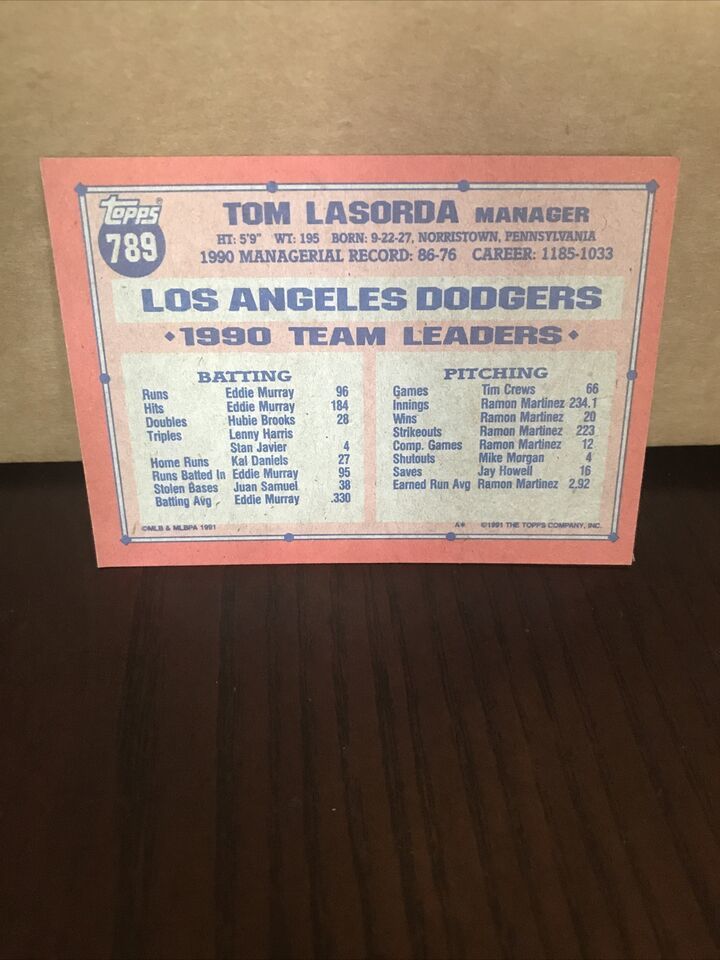 TOPPS
789
TOM LASORDA MANAGER
HT: 5'9" WT: 195 BORN: 9-22-27, NORRISTOWN, PENNSYLVANIA
1990 MANAGERIAL RECORD: 86-76 CAREER: 1185-1033
LOS ANGELES DODGERS
1990 TEAM LEADERS
BATTING
Runs Eddie Murray 96
Hits Eddie Murray 184
Doubles Hubie Brooks 28
Triples Lenny Harris
Stan Javier 4
Home Runs Kal Daniels 27
Runs Batted In Eddie Murray 95
Stolen Bases Juan Samuel 38
Batting Avg Eddie Murray .330
PITCHING
Games Tim Crews 66
Innings Ramon Martinez 234.1
Wins Ramon Martinez 20
Strikeouts Ramon Martinez 223
Comp. Games Ramon Martinez 12
Shutouts Mike Morgan 4
Saves Jay Howell 16
Earned Run Avg Ramon Martinez 2.92
©MLB & MLBPA 1991
A* ©1991 THE TOPPS COMPANY, INC.